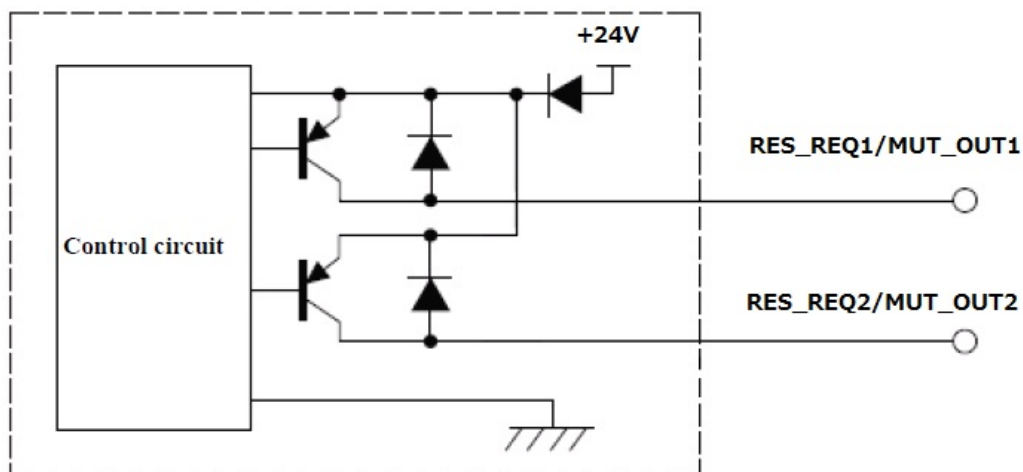 +24V
RES_REQ1/MUT_OUT1
Control circuit
RES_REQ2/MUT_OUT2